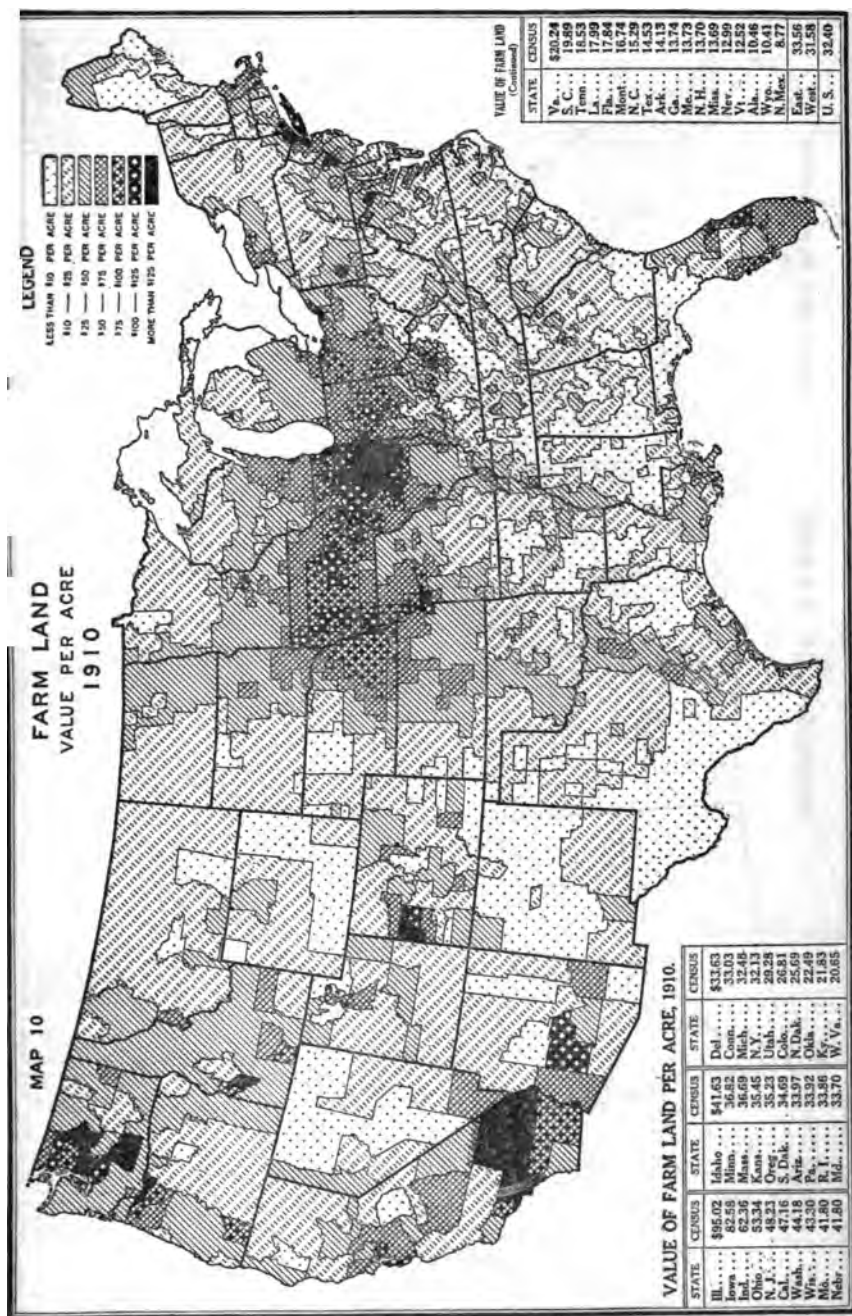 MAP 10
FARM LAND
VALUE PER ACRE
1910
LEGEND
LESS THAN $10 PER ACRE
$10 — $25 PER ACRE
$25 — $50 PER ACRE
$50 — $75 PER ACRE
$75 — $100 PER ACRE
$100 — $125 PER ACRE
MORE THAN $125 PER ACRE
VALUE OF FARM LAND PER ACRE, 1910.
STATE CENSUS STATE CENSUS STATE CENSUS
Ill. $95.02 Idaho $41.63 Del. $33.63
Iowa 82.58 Minn. 36.82 Conn. 33.03
Ind. 62.36 Mass. 36.69 Mich. 32.48
Ohio 53.34 Kans. 35.45 N.Y. 32.13
N. J. 48.23 Oreg. 35.23 Utah 29.28
Cal. 47.16 S. Dak. 34.69 Colo. 26.81
Wash. 44.18 Ariz. 33.97 N. Dak. 25.69
Wis. 43.30 Pa. 33.92 Okla. 22.49
Mo. 41.80 R. I. 33.86 Ky. 21.83
Nebr. 41.80 Md. 33.70 W. Va. 20.65
VALUE OF FARM LAND
(Continued)
STATE CENSUS
Va. $20.24
S. C. 19.89
Tenn. 18.53
La. 17.99
Fla. 17.84
Mont. 16.74
N. C. 15.29
Tex. 14.53
Ark. 14.13
Ga. 13.74
Me. 13.73
N. H. 13.70
Miss. 13.69
Nev. 12.99
Vt. 12.52
Ala. 10.46
Wyo. 10.41
N. Mex. 8.77
East. 33.56
West. 31.58
U. S. 32.40